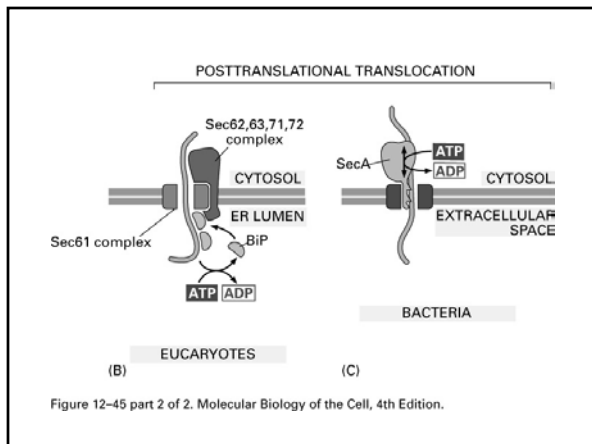 POSTTRANSLATIONAL TRANSLOCATION
Sec62,63,71,72
complex
CYTOSOL
ER LUMEN
Sec61 complex
BiP
ATP ADP
EUCARYOTES
(B)
SecA
ATP
ADP
CYTOSOL
EXTRACELLULAR
SPACE
BACTERIA
(C)
Figure 12–45 part 2 of 2. Molecular Biology of the Cell, 4th Edition.